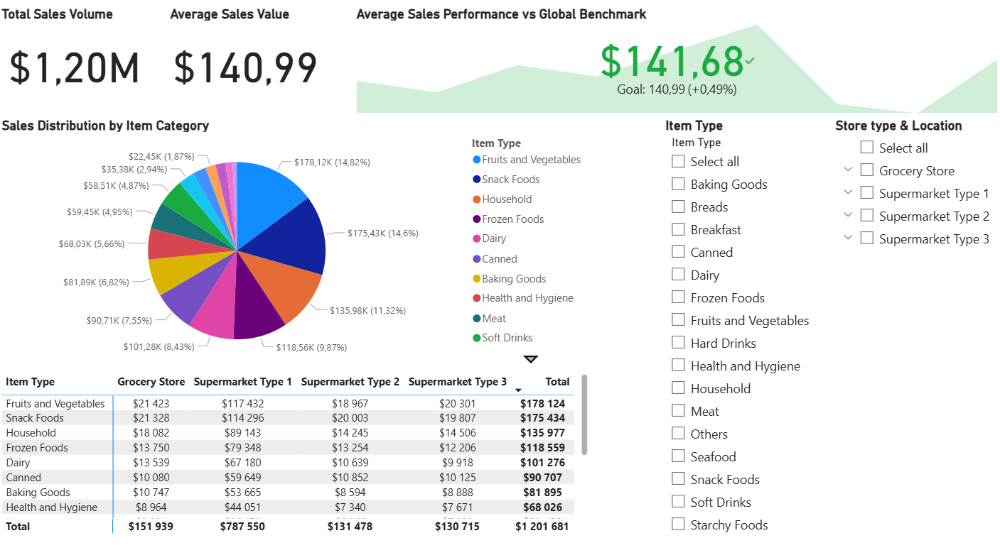 Total Sales Volume
Average Sales Value
Average Sales Performance vs Global Benchmark
$1,20M
$140,99
$141,68
Goal: 140,99 (+0,49%)
Sales Distribution by Item Category
$22,45K (1,87%)
$35,38K (2,94%)
$58,51K (4,87%)
$59,45K (4,95%)
$68,03K (5,66%)
$81,89K (6,82%)
$90,71K (7,55%)
$101,28K (8,43%)
$118,56K (9,87%)
$135,98K (11,32%)
$175,43K (14,6%)
$178,12K (14,82%)
Item Type
Fruits and Vegetables
Snack Foods
Household
Frozen Foods
Dairy
Canned
Baking Goods
Health and Hygiene
Meat
Soft Drinks
Item Type
Item Type
Select all
Baking Goods
Breads
Breakfast
Canned
Dairy
Frozen Foods
Fruits and Vegetables
Hard Drinks
Health and Hygiene
Household
Meat
Others
Seafood
Snack Foods
Soft Drinks
Starchy Foods
Store type & Location
Select all
Grocery Store
Supermarket Type 1
Supermarket Type 2
Supermarket Type 3
Item Type Grocery Store Supermarket Type 1 Supermarket Type 2 Supermarket Type 3 Total
Fruits and Vegetables $21 423 $117 432 $18 967 $20 301 $178 124
Snack Foods $21 328 $114 296 $20 003 $19 807 $175 434
Household $18 082 $89 143 $14 245 $14 506 $135 977
Frozen Foods $13 750 $79 348 $13 254 $12 206 $118 559
Dairy $13 539 $67 180 $10 639 $9 918 $101 276
Canned $10 080 $59 649 $10 852 $10 125 $90 707
Baking Goods $10 747 $53 665 $8 594 $8 888 $81 895
Health and Hygiene $8 964 $44 051 $7 340 $7 671 $68 026
Total $151 939 $787 550 $131 478 $130 715 $1 201 681